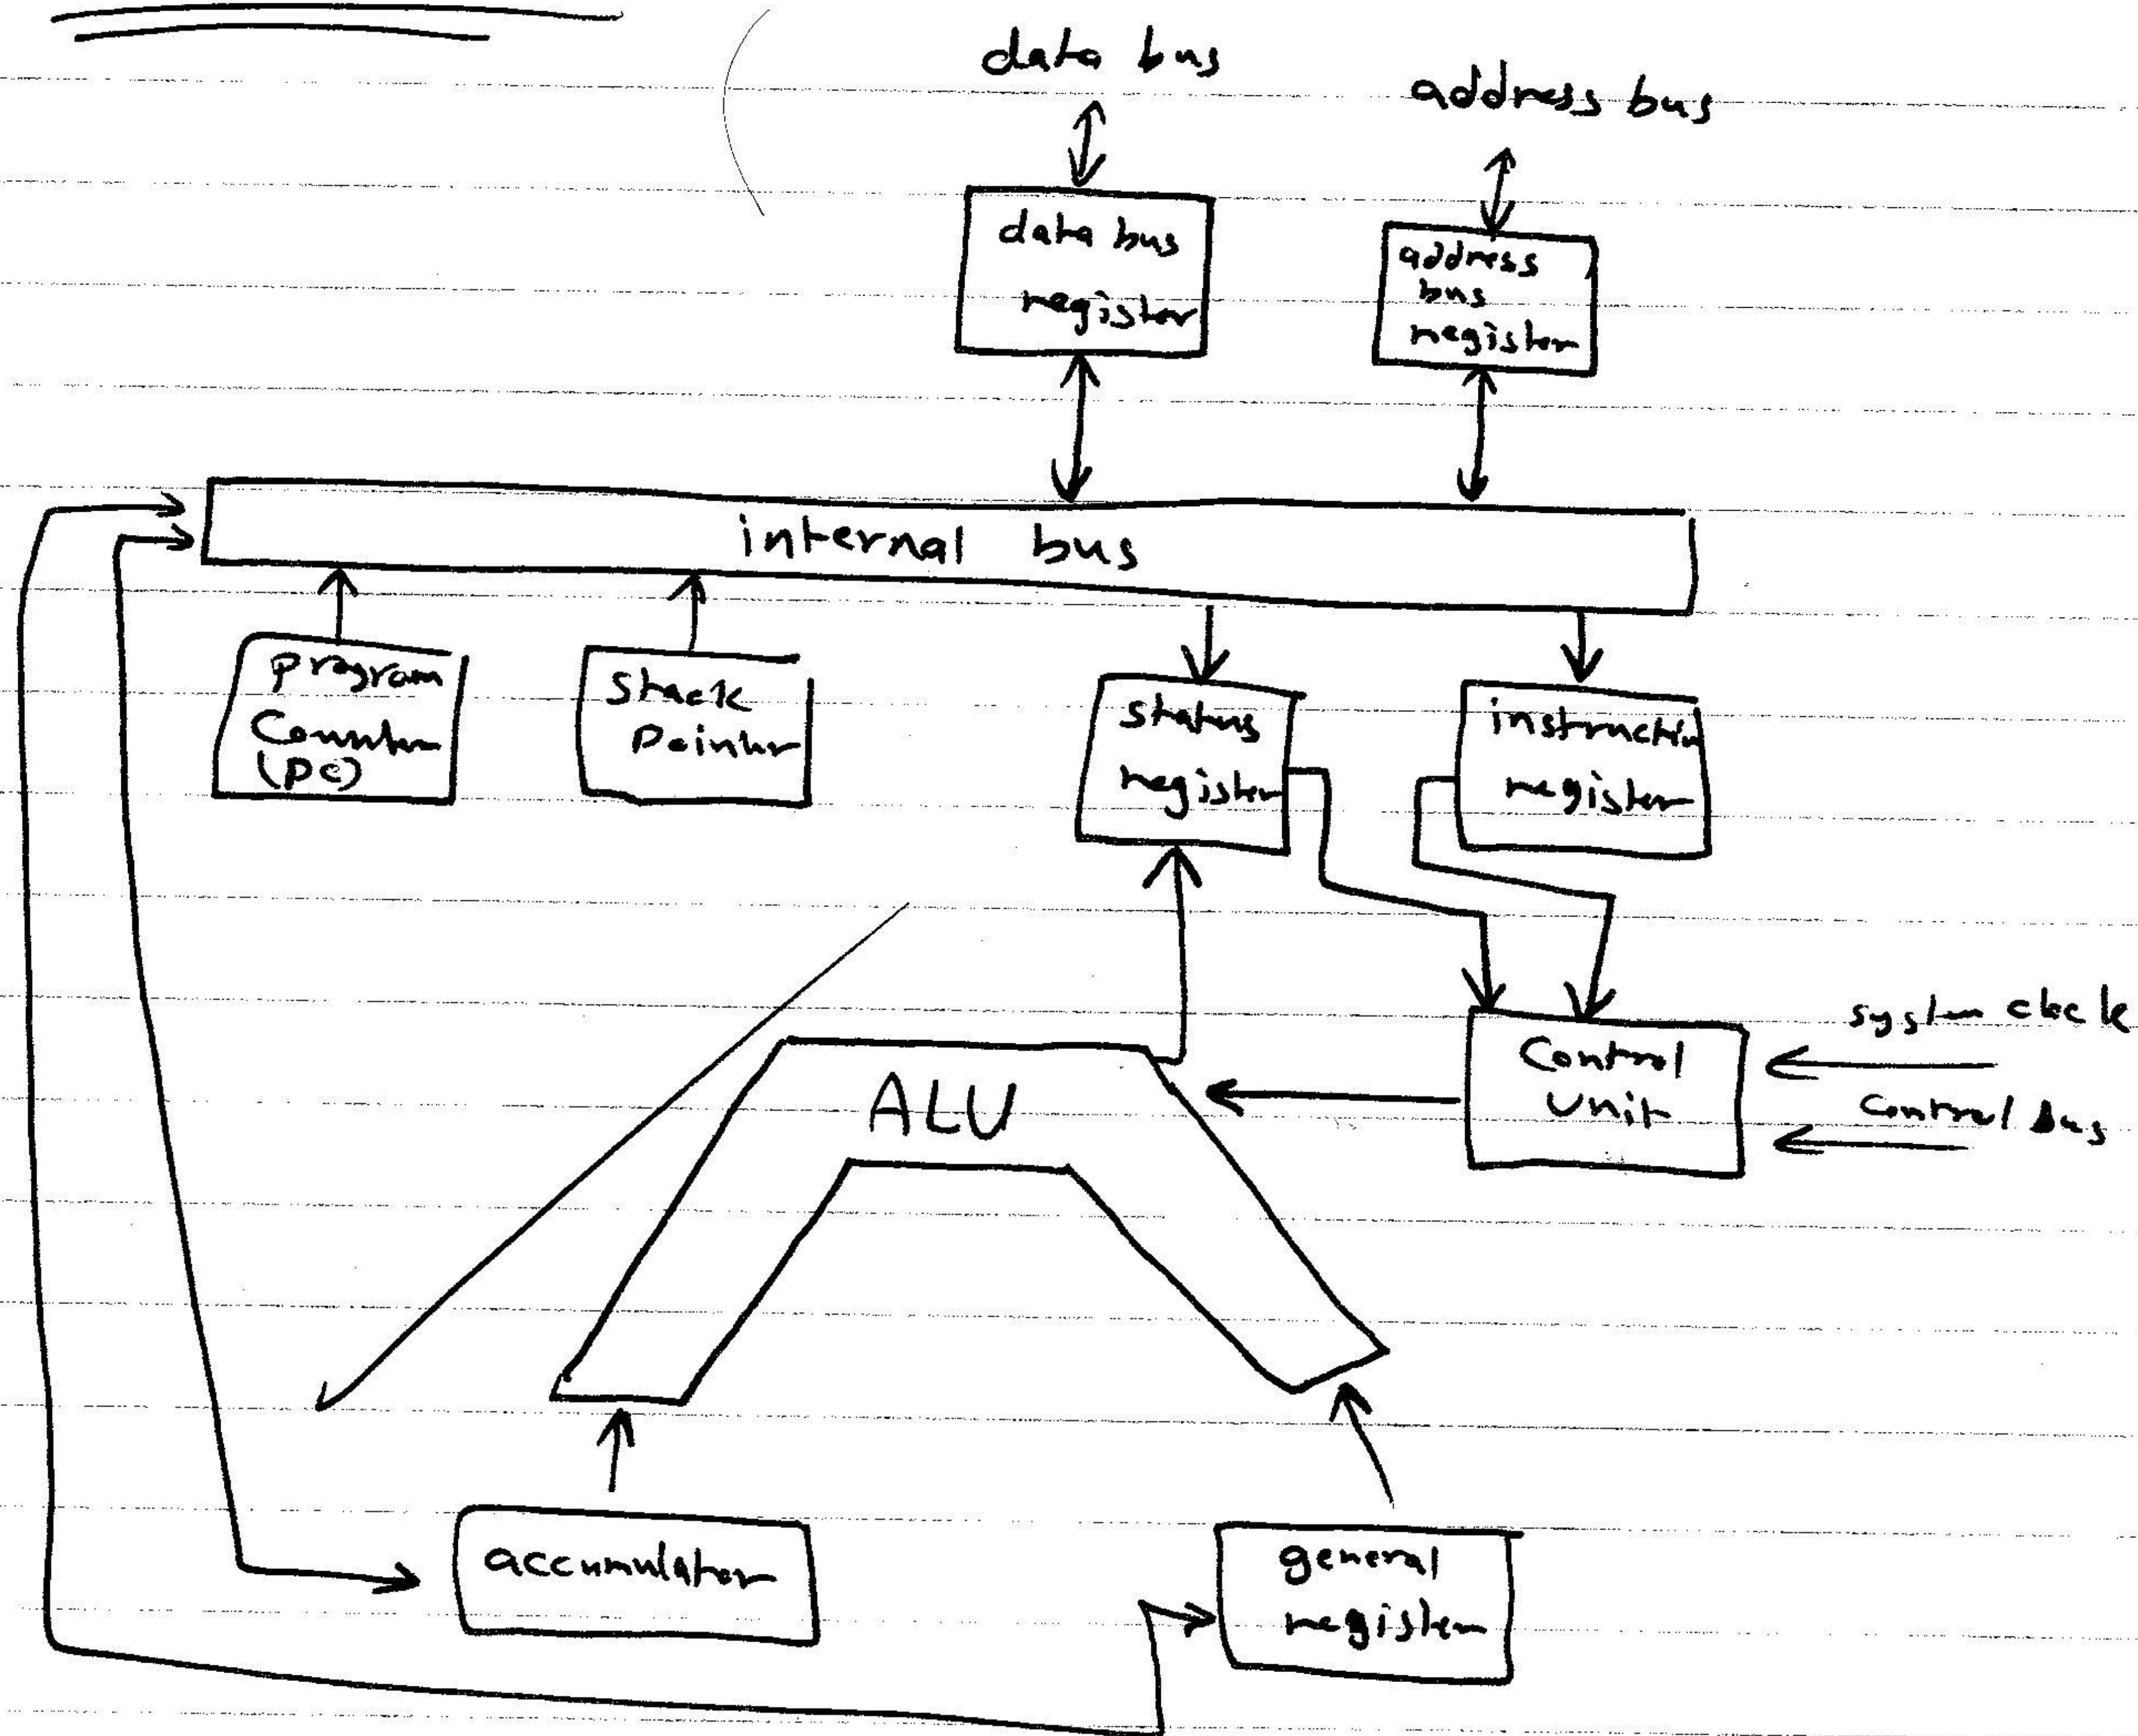 data bus
address bus
data bus
register
address
bus
register
internal bus
program
Counter
(PC)
Stack
Pointer
status
register
instruction
register
system clock
Control
Unit
Control bus
ALU
accumulator
general
register